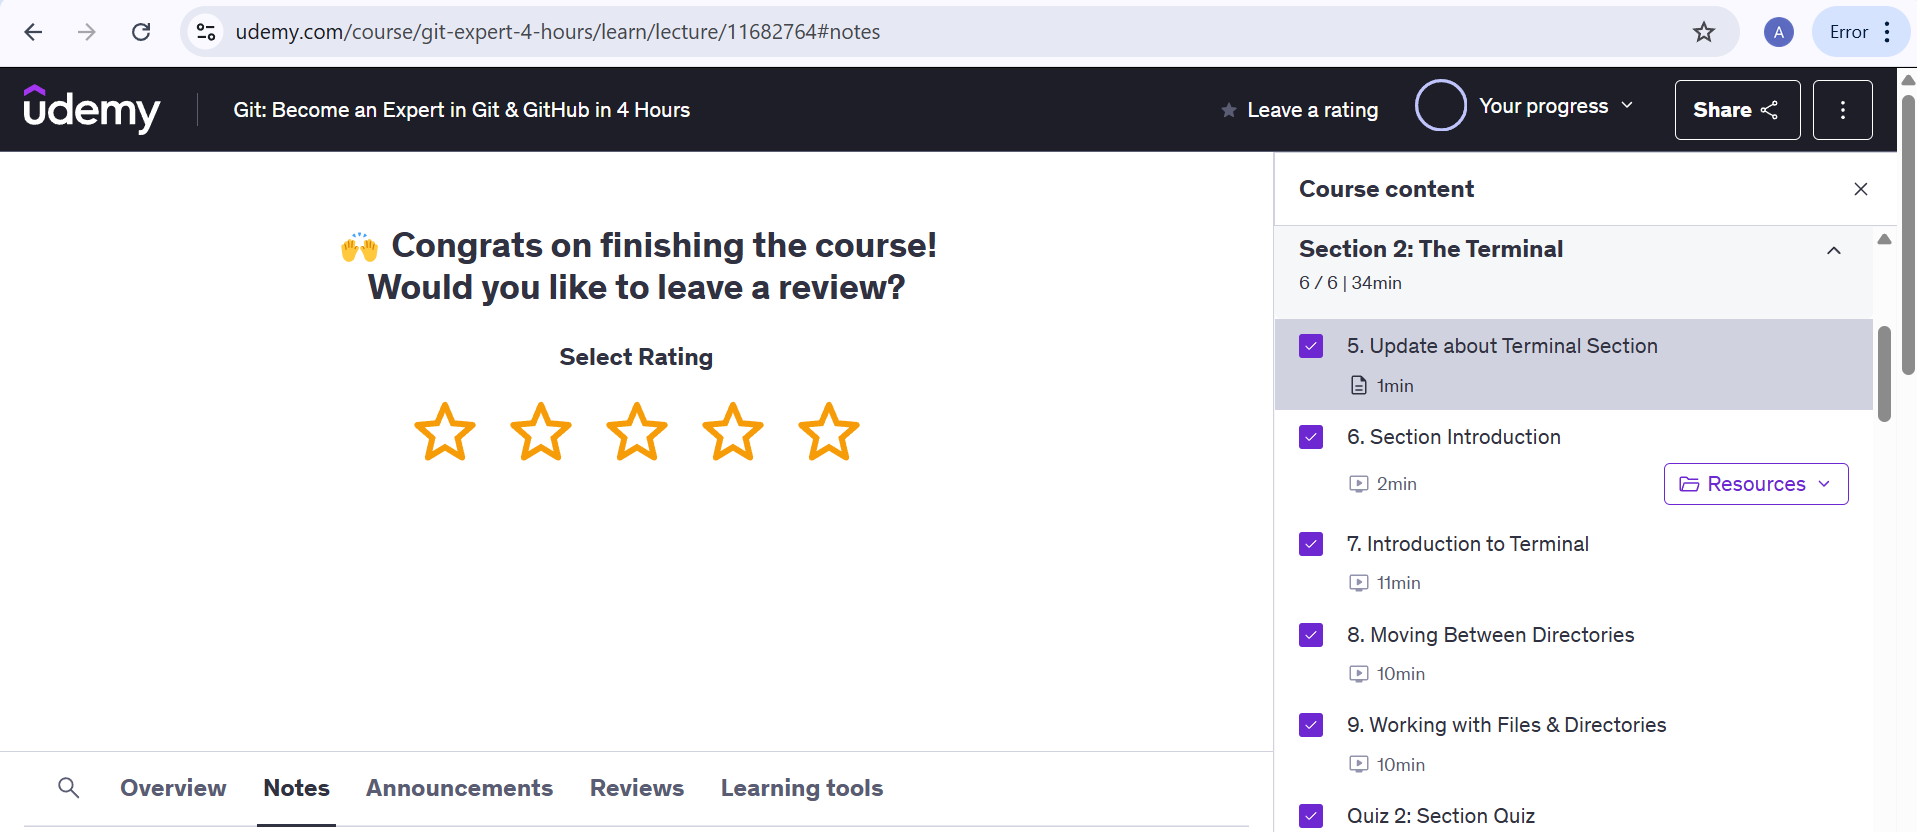 udemy.com/course/git-expert-4-hours/learn/lecture/11682764#notes
A
Error
udemy
Git: Become an Expert in Git & GitHub in 4 Hours
Leave a rating
Your progress
Share
Congrats on finishing the course!
Would you like to leave a review?
Select Rating
Overview
Notes
Announcements
Reviews
Learning tools
Course content
Section 2: The Terminal
6 / 6 | 34min
5. Update about Terminal Section
1min
6. Section Introduction
2min
Resources
7. Introduction to Terminal
11min
8. Moving Between Directories
10min
9. Working with Files & Directories
10min
Quiz 2: Section Quiz